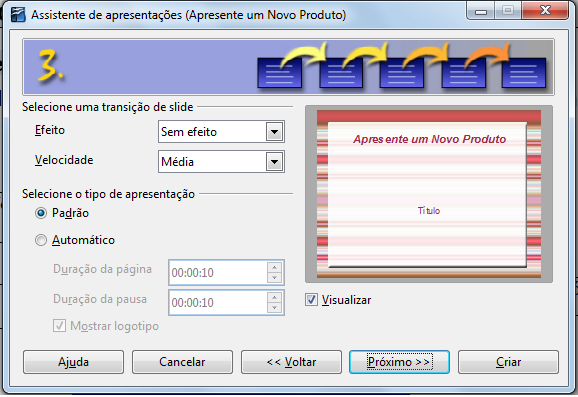 Assistente de apresentações (Apresente um Novo Produto)
3.
Selecione uma transição de slide
Efeito
Sem efeito
Velocidade
Média
Selecione o tipo de apresentação
Padrão
Automático
Duração da página
00:00:10
Duração da pausa
00:00:10
Mostrar logotipo
Apresente um Novo Produto
Título
Visualizar
Ajuda
Cancelar
<< Voltar
Próximo >>
Criar